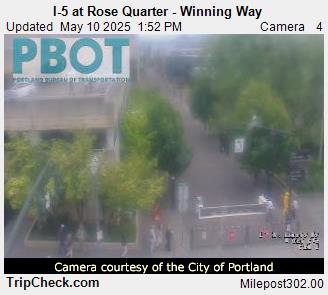 I-5 at Rose Quarter - Winning Way
Updated May 10 2025 1:52 PM Camera 4
PBOT
PORTLAND BUREAU OF TRANSPORTATION
Camera courtesy of the City of Portland
TripCheck.com Milepost302.00